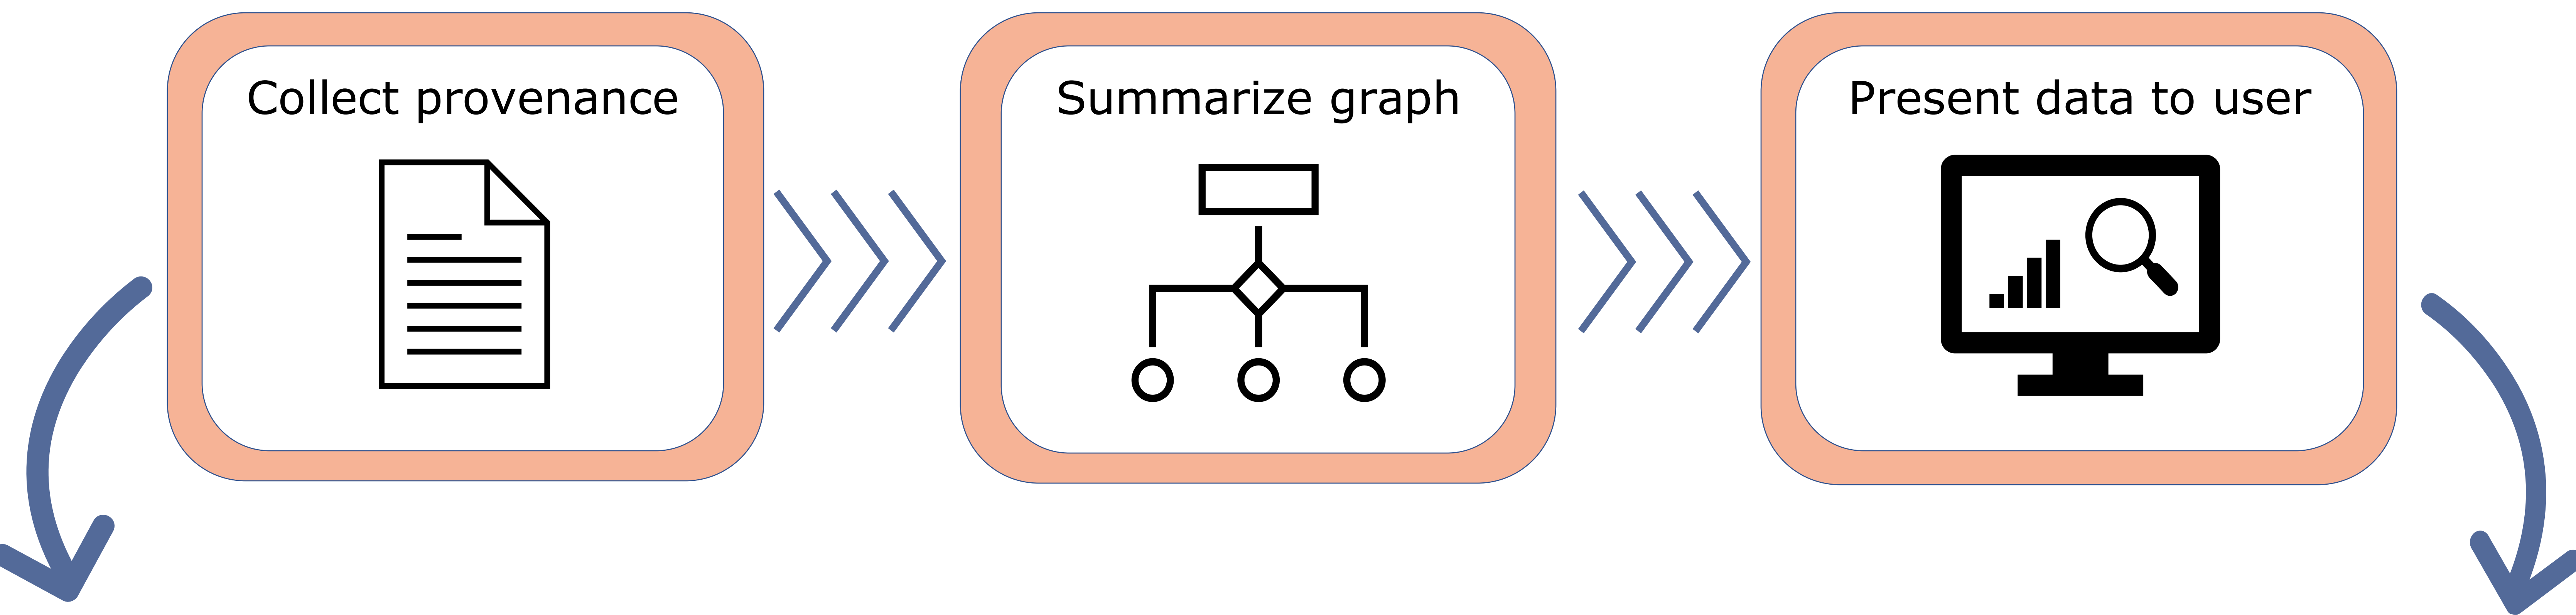 Collect provenance
Summarize graph
Present data to user